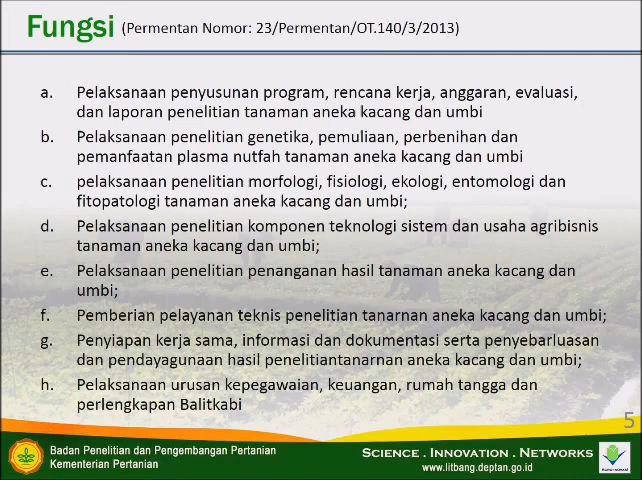 Fungsi (Permentan Nomor: 23/Permentan/OT.140/3/2013)
a. Pelaksanaan penyusunan program, rencana kerja, anggaran, evaluasi,
dan laporan penelitian tanaman aneka kacang dan umbi
b. Pelaksanaan penelitian genetika, pemuliaan, perbenihan dan
pemanfaatan plasma nutfah tanaman aneka kacang dan umbi
c. pelaksanaan penelitian morfologi, fisiologi, ekologi, entomologi dan
fitopatologi tanaman aneka kacang dan umbi;
d. Pelaksanaan penelitian komponen teknologi sistem dan usaha agribisnis
tanaman aneka kacang dan umbi;
e. Pelaksanaan penelitian penanganan hasil tanaman aneka kacang dan
umbi;
f. Pemberian pelayanan teknis penelitian tanarnan aneka kacang dan umbi;
g. Penyiapan kerja sama, informasi dan dokumentasi serta penyebarluasan
dan pendayagunaan hasil penelitiantanarnan aneka kacang dan umbi;
h. Pelaksanaan urusan kepegawaian, keuangan, rumah tangga dan
perlengkapan Balitkabi
5
Badan Penelitian dan Pengembangan Pertanian
Kementerian Pertanian
SCIENCE . INNOVATION . NETWORKS
www.litbang.deptan.go.id